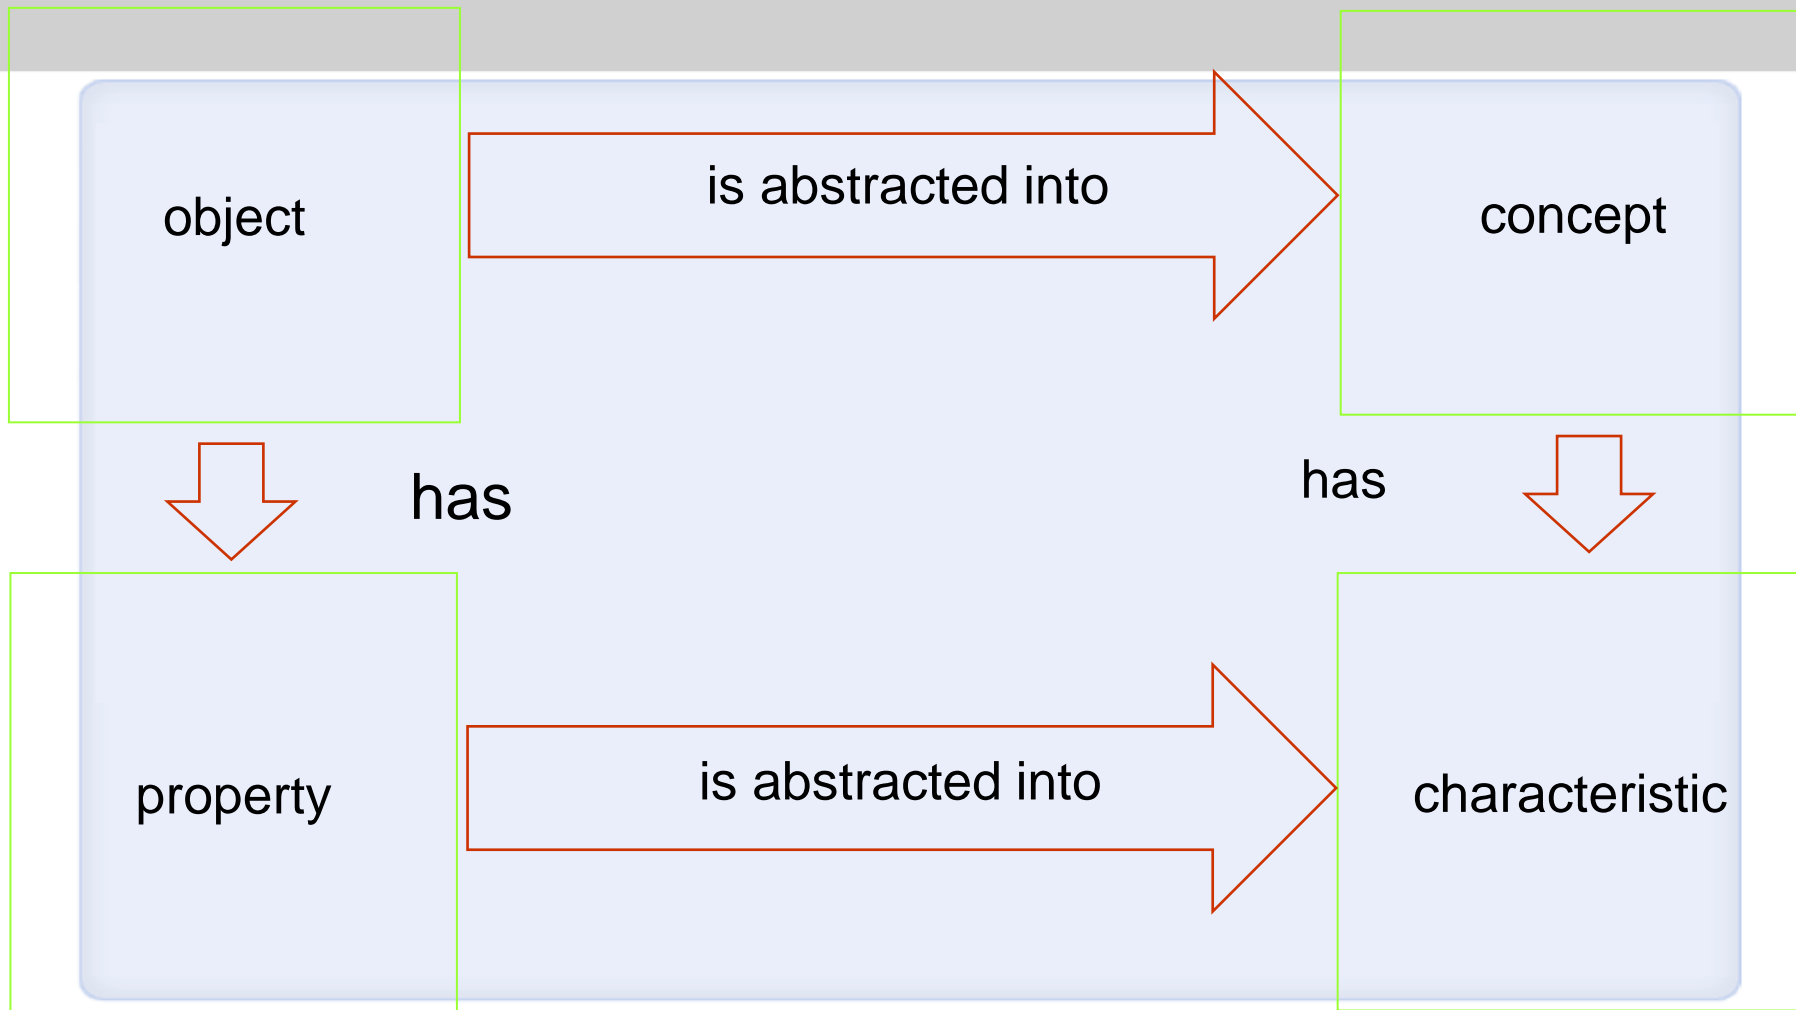 object
is abstracted into
concept
has
has
property
is abstracted into
characteristic